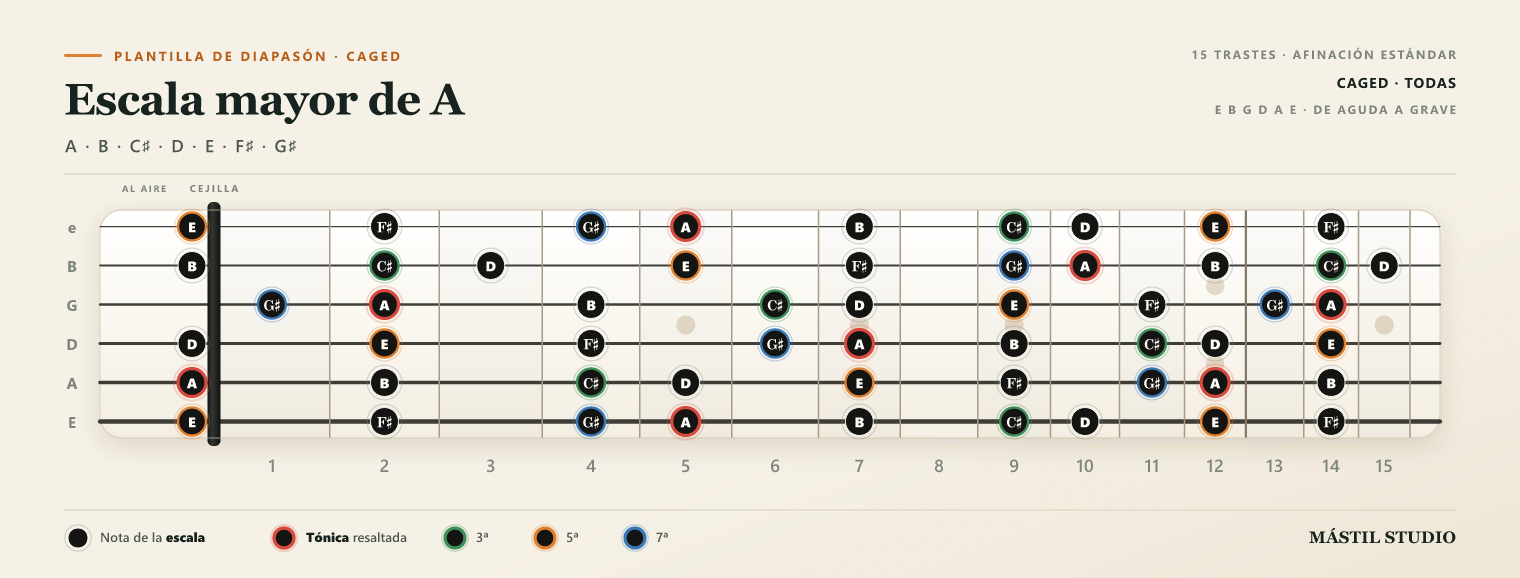 PLANTILLA DE DIAPASÓN · CAGED
Escala mayor de A
A · B · C♯ · D · E · F♯ · G♯
15 TRASTES · AFINACIÓN ESTÁNDAR
CAGED · TODAS
E B G D A E · DE AGUDA A GRAVE
AL AIRE CEJILLA
e E F♯ G♯ A B C♯ D E F♯
B B C♯ D E F♯ G♯ A B C♯ D
G G♯ A B C♯ D E F♯ G♯ A
D D E F♯ G♯ A B C♯ D E
A A B C♯ D E F♯ G♯ A B
E E F♯ G♯ A B C♯ D E F♯
1 2 3 4 5 6 7 8 9 10 11 12 13 14 15
Nota de la escala Tónica resaltada 3ª 5ª 7ª
MÁSTIL STUDIO